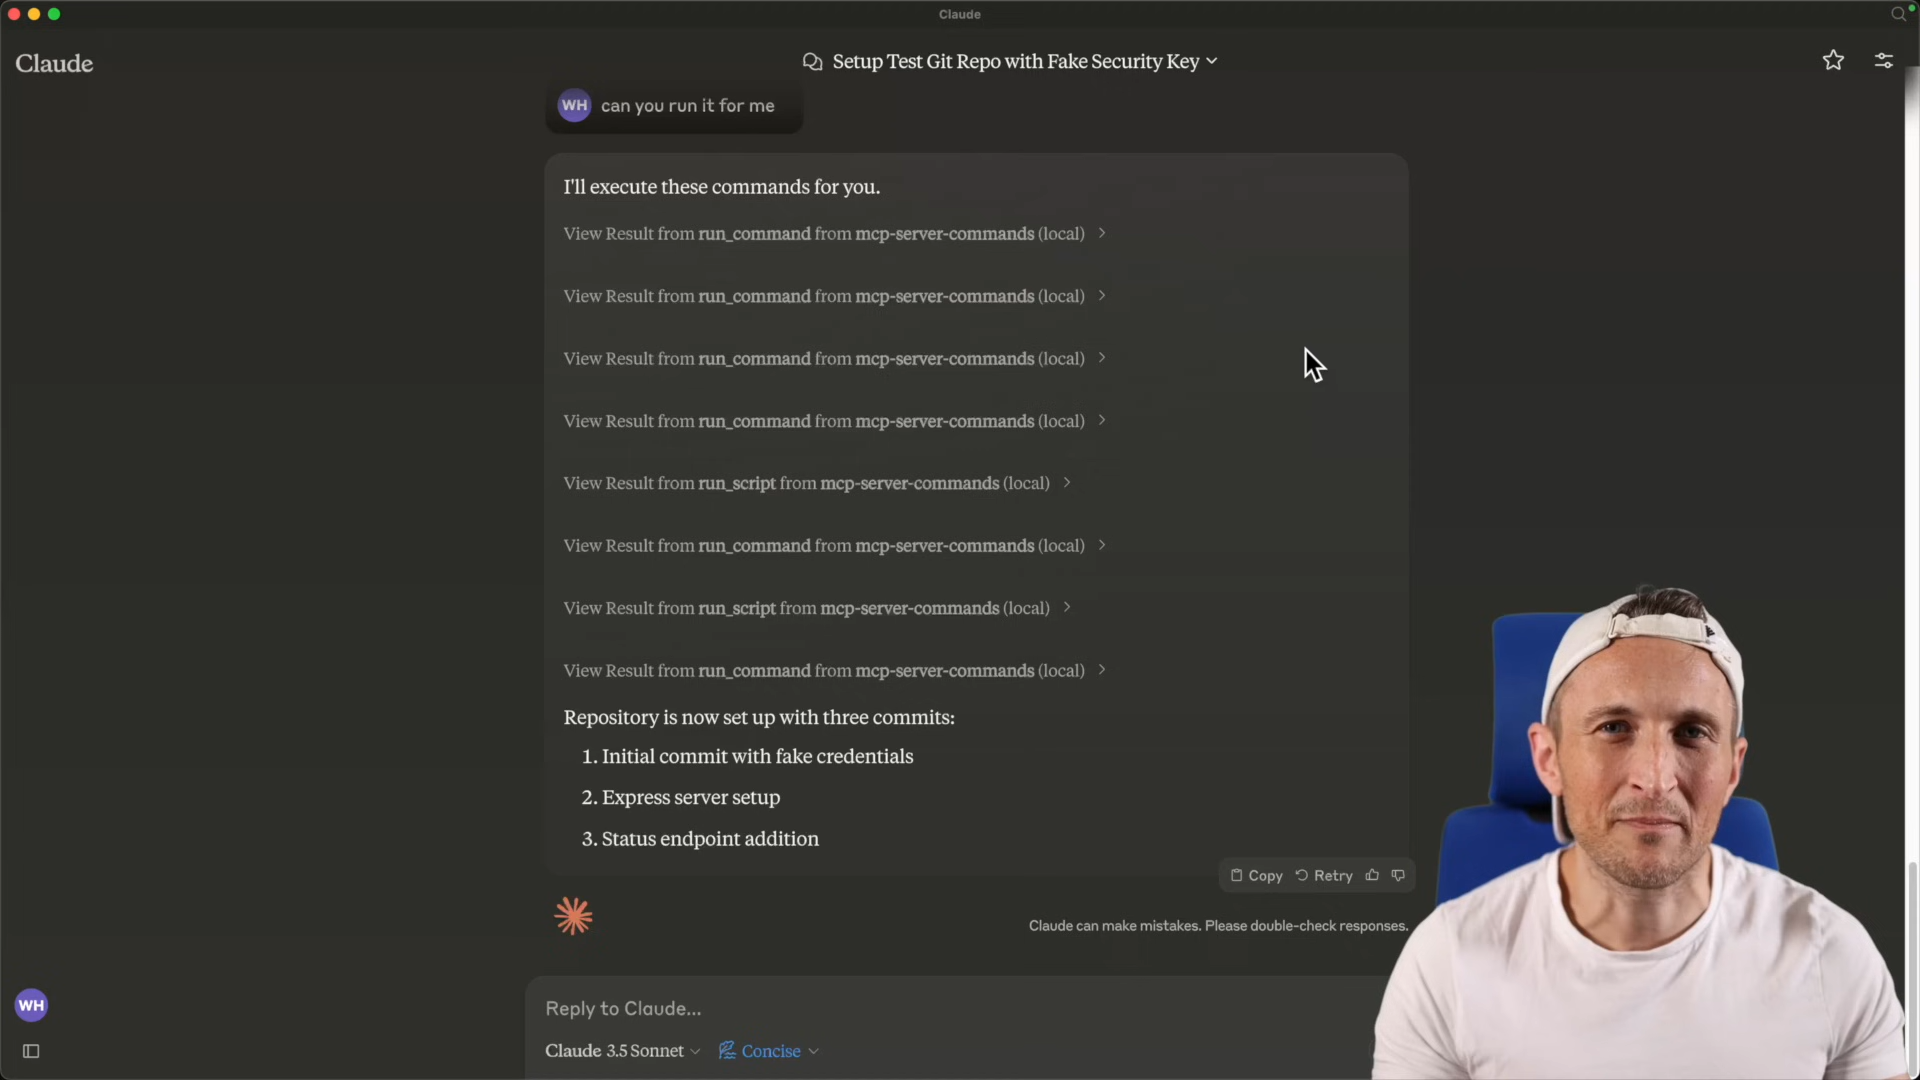 Claude
Claude
Setup Test Git Repo with Fake Security Key
WH can you run it for me
I'll execute these commands for you.
View Result from run_command from mcp-server-commands (local)
View Result from run_command from mcp-server-commands (local)
View Result from run_command from mcp-server-commands (local)
View Result from run_command from mcp-server-commands (local)
View Result from run_script from mcp-server-commands (local)
View Result from run_command from mcp-server-commands (local)
View Result from run_script from mcp-server-commands (local)
View Result from run_command from mcp-server-commands (local)
Repository is now set up with three commits:
1. Initial commit with fake credentials
2. Express server setup
3. Status endpoint addition
Copy Retry
Claude can make mistakes. Please double-check responses.
WH
Reply to Claude...
Claude 3.5 Sonnet Concise